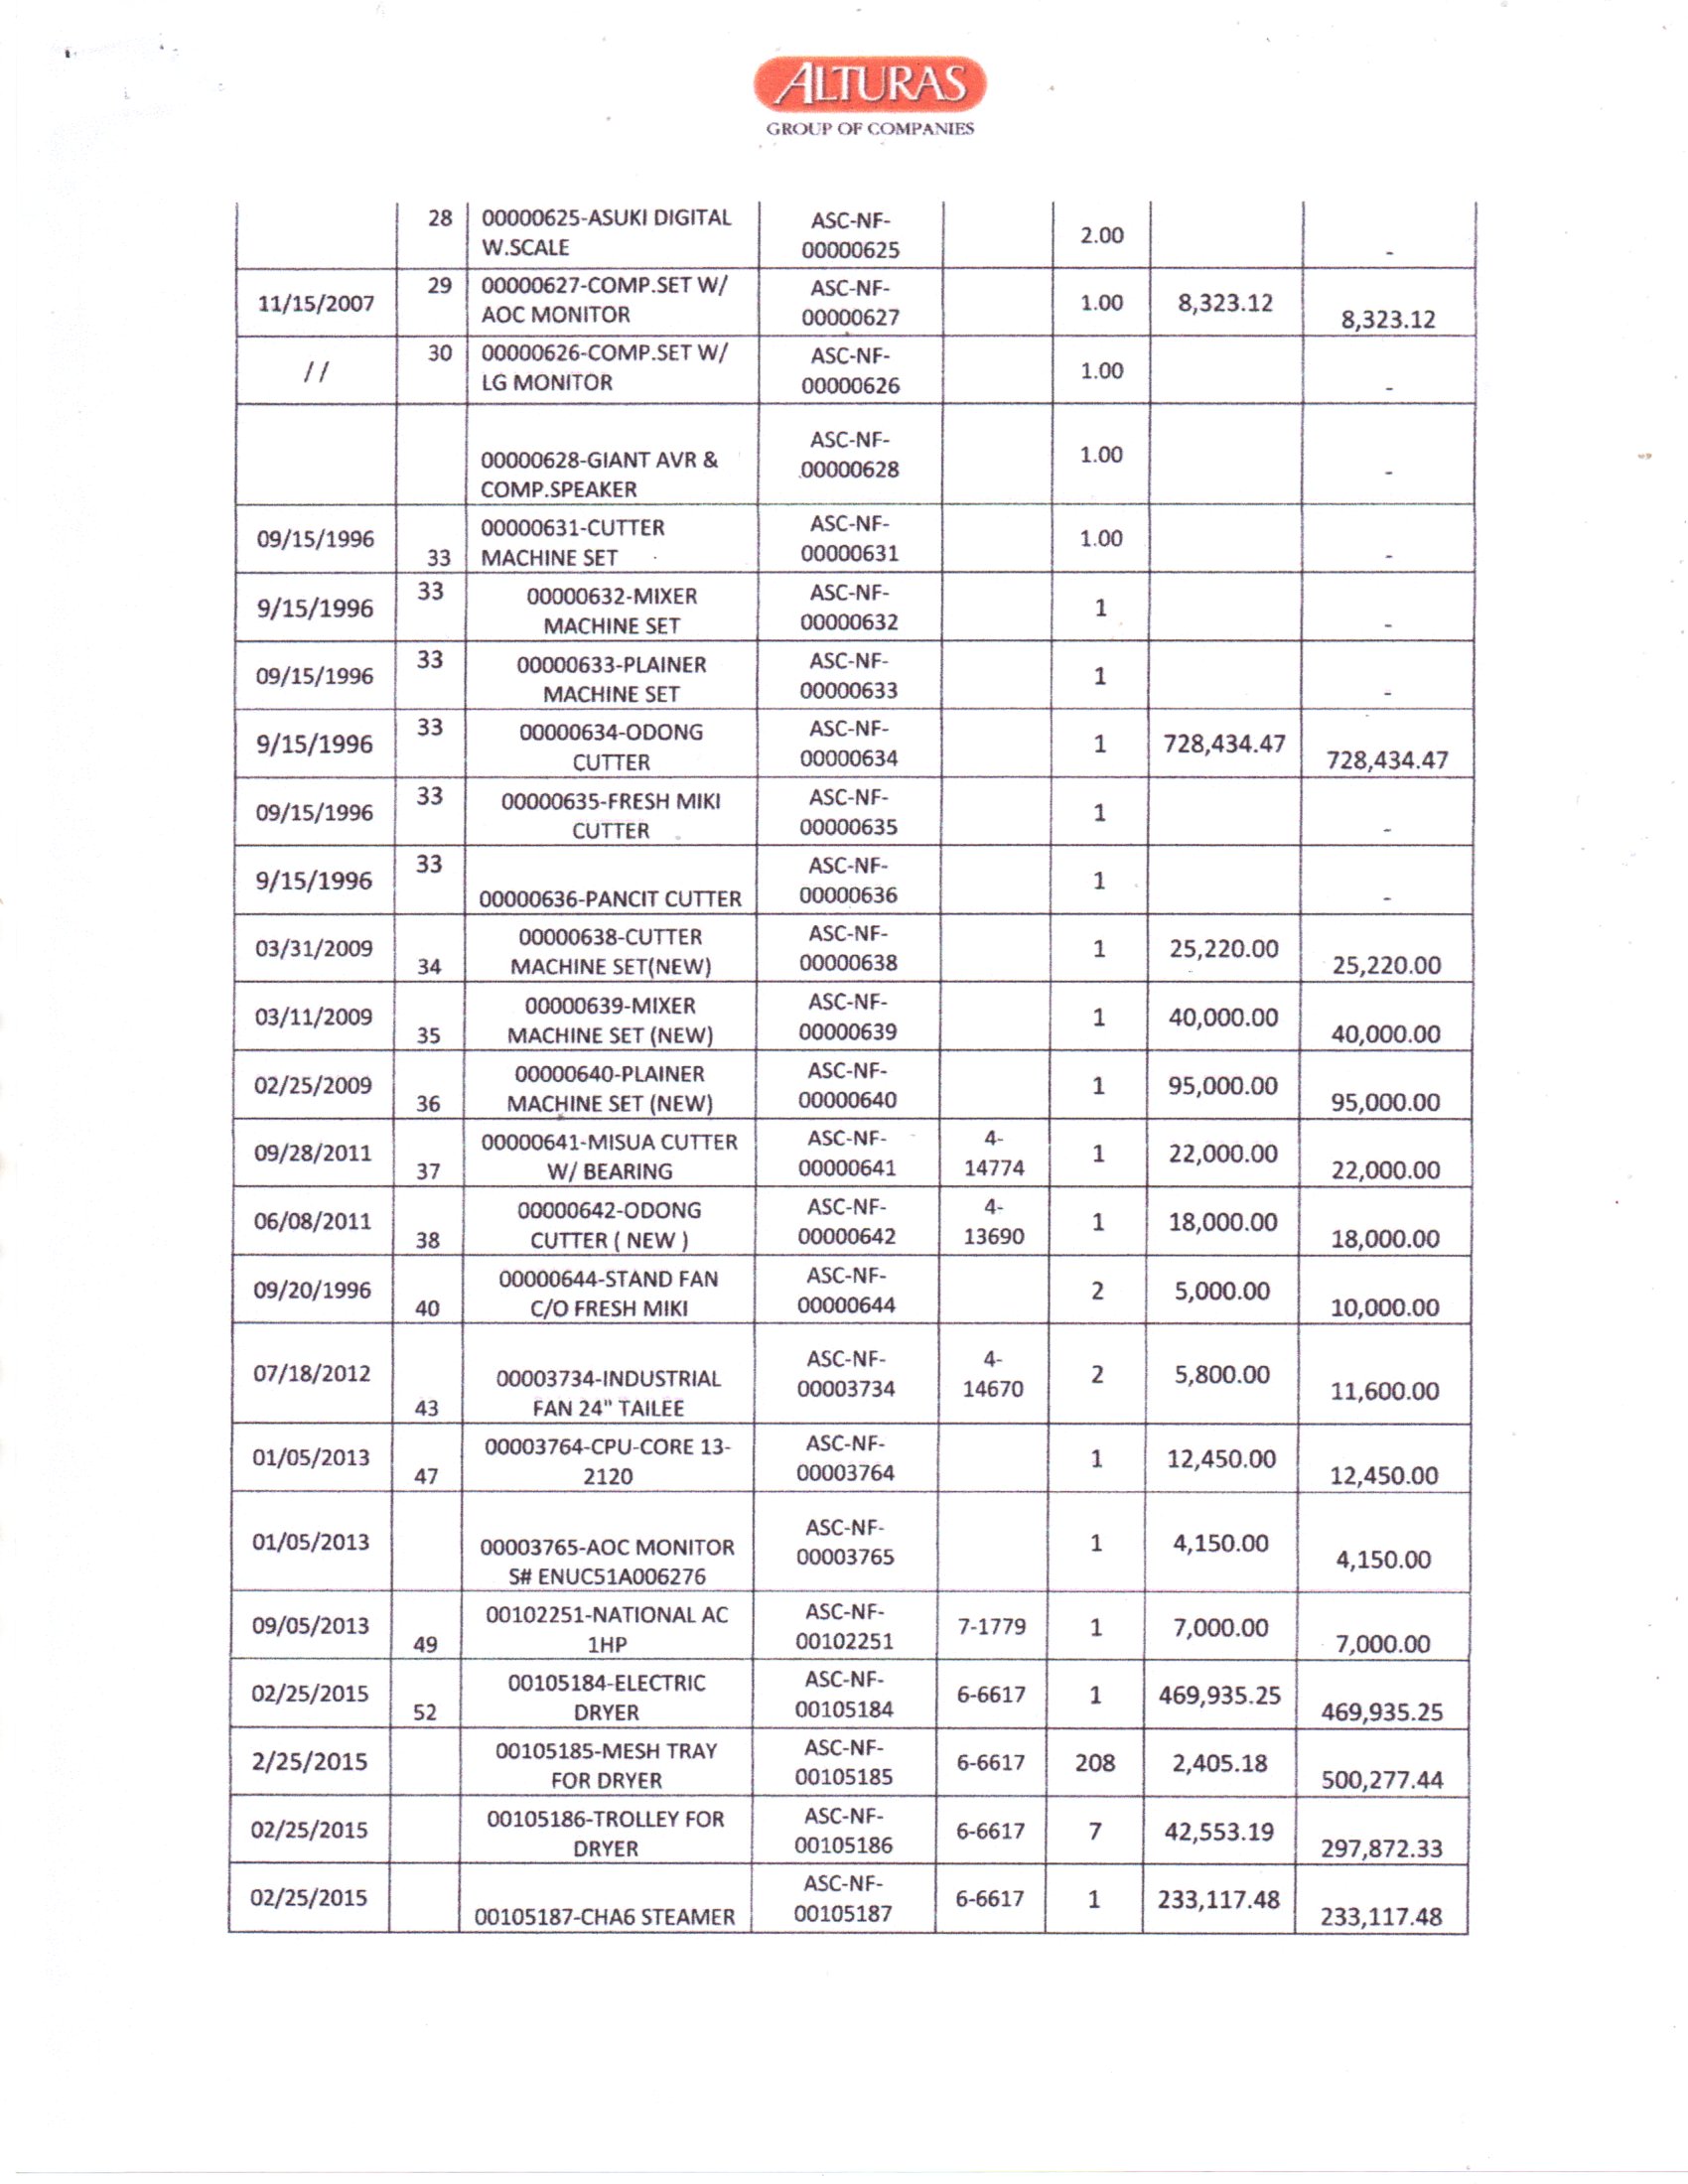 ALTURAS
GROUP OF COMPANIES
28 00000625-ASUKI DIGITAL W.SCALE ASC-NF-00000625 2.00 -
11/15/2007 29 00000627-COMP.SET W/ AOC MONITOR ASC-NF-00000627 1.00 8,323.12 8,323.12
// 30 00000626-COMP.SET W/ LG MONITOR ASC-NF-00000626 1.00 -
00000628-GIANT AVR & COMP.SPEAKER ASC-NF-00000628 1.00 -
09/15/1996 33 00000631-CUTTER MACHINE SET ASC-NF-00000631 1.00 -
9/15/1996 33 00000632-MIXER MACHINE SET ASC-NF-00000632 1 -
09/15/1996 33 00000633-PLAINER MACHINE SET ASC-NF-00000633 1 -
9/15/1996 33 00000634-ODONG CUTTER ASC-NF-00000634 1 728,434.47 728,434.47
09/15/1996 33 00000635-FRESH MIKI CUTTER ASC-NF-00000635 1 -
9/15/1996 33 00000636-PANCIT CUTTER ASC-NF-00000636 1 -
03/31/2009 34 00000638-CUTTER MACHINE SET(NEW) ASC-NF-00000638 1 25,220.00 25,220.00
03/11/2009 35 00000639-MIXER MACHINE SET (NEW) ASC-NF-00000639 1 40,000.00 40,000.00
02/25/2009 36 00000640-PLAINER MACHINE SET (NEW) ASC-NF-00000640 1 95,000.00 95,000.00
09/28/2011 37 00000641-MISUA CUTTER W/ BEARING ASC-NF-00000641 4-14774 1 22,000.00 22,000.00
06/08/2011 38 00000642-ODONG CUTTER ( NEW ) ASC-NF-00000642 4-13690 1 18,000.00 18,000.00
09/20/1996 40 00000644-STAND FAN C/O FRESH MIKI ASC-NF-00000644 2 5,000.00 10,000.00
07/18/2012 43 00003734-INDUSTRIAL FAN 24" TAILEE ASC-NF-00003734 4-14670 2 5,800.00 11,600.00
01/05/2013 47 00003764-CPU-CORE 13-2120 ASC-NF-00003764 1 12,450.00 12,450.00
01/05/2013 00003765-AOC MONITOR S# ENUC51A006276 ASC-NF-00003765 1 4,150.00 4,150.00
09/05/2013 49 00102251-NATIONAL AC 1HP ASC-NF-00102251 7-1779 1 7,000.00 7,000.00
02/25/2015 52 00105184-ELECTRIC DRYER ASC-NF-00105184 6-6617 1 469,935.25 469,935.25
2/25/2015 00105185-MESH TRAY FOR DRYER ASC-NF-00105185 6-6617 208 2,405.18 500,277.44
02/25/2015 00105186-TROLLEY FOR DRYER ASC-NF-00105186 6-6617 7 42,553.19 297,872.33
02/25/2015 00105187-CHA6 STEAMER ASC-NF-00105187 6-6617 1 233,117.48 233,117.48